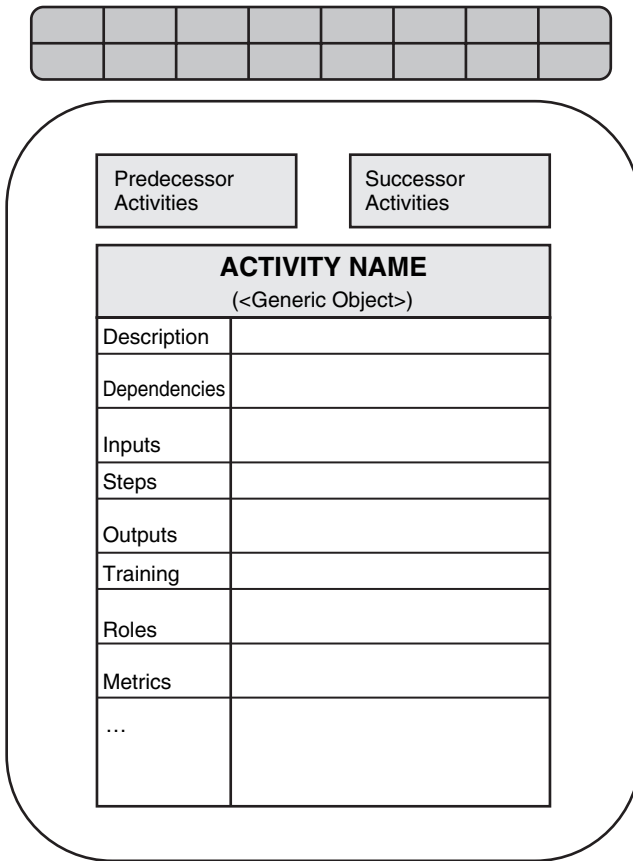 Predecessor
Activities
Successor
Activities
ACTIVITY NAME
(<Generic Object>)
Description
Dependencies
Inputs
Steps
Outputs
Training
Roles
Metrics
…